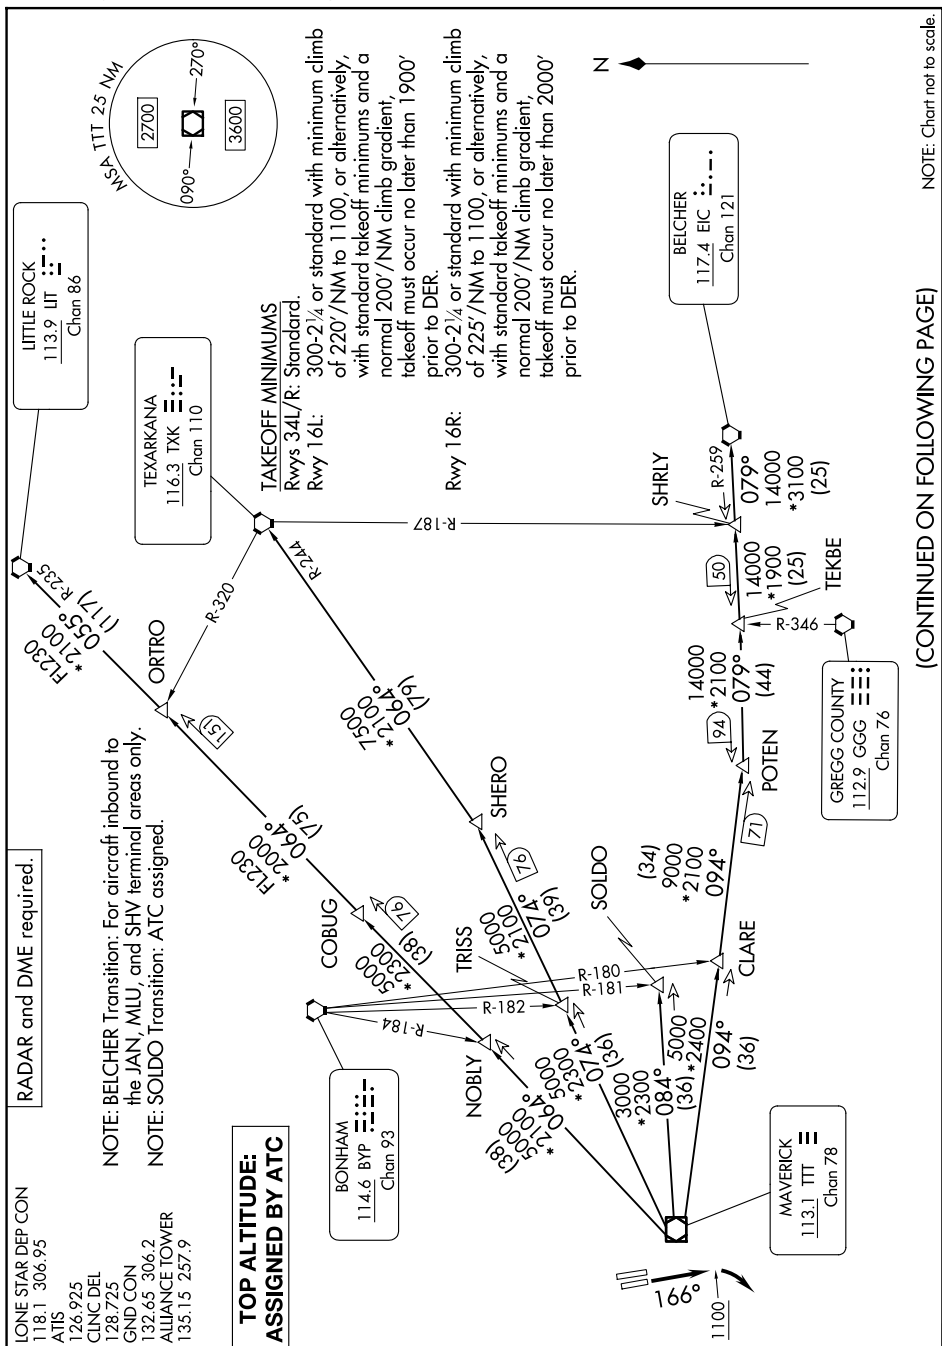 LONE STAR DEP CON
118.1 306.95
ATIS
126.925
CLNC DEL
128.725
GND CON
132.65 306.2
ALLIANCE TOWER
135.15 257.9
RADAR and DME required.
NOTE: BELCHER Transition: For aircraft inbound to
the JAN, MLU, and SHV terminal areas only.
NOTE: SOLDO Transition: ATC assigned.
TOP ALTITUDE:
ASSIGNED BY ATC
LITTLE ROCK
113.9 LIT
Chan 86
MSA TTT 25 NM
2700
090°
270°
3600
TEXARKANA
116.3 TXK
Chan 110
TAKEOFF MINIMUMS
Rwys 34L/R: Standard.
Rwy 16L: 300-2¼ or standard with minimum climb
of 220'/NM to 1100, or alternatively,
with standard takeoff minimums and a
normal 200'/NM climb gradient,
takeoff must occur no later than 1900'
prior to DER.
Rwy 16R: 300-2¼ or standard with minimum climb
of 225'/NM to 1100, or alternatively,
with standard takeoff minimums and a
normal 200'/NM climb gradient,
takeoff must occur no later than 2000'
prior to DER.
N
R-235
FL230
*2100
055°
(117)
ORTRO
R-320
151
R-244
R-187
FL230
*2000
064°
(75)
COBUG
76
7500
*2100
064°
(79)
SHERO
76
5000
*2300
(38)
5000
*2100
074°
(39)
TRISS
SOLDO
BONHAM
114.6 BYP
Chan 93
R-184
R-182
R-181
R-180
NOBLY
5000
*2100
064°
(38)
5000
*2300
074°
(36)
3000
*2300
084°
(36)
5000
*2400
094°
(36)
CLARE
(34)
9000
*2100
094°
71
POTEN
94
14000
*2100
079°
(44)
TEKBE
R-346
50
14000
*1900
(25)
SHRLY
R-259
079°
14000
*3100
(25)
BELCHER
117.4 EIC
Chan 121
GREGG COUNTY
112.9 GGG
Chan 76
MAVERICK
113.1 TTT
Chan 78
166°
1100
(CONTINUED ON FOLLOWING PAGE)
NOTE: Chart not to scale.